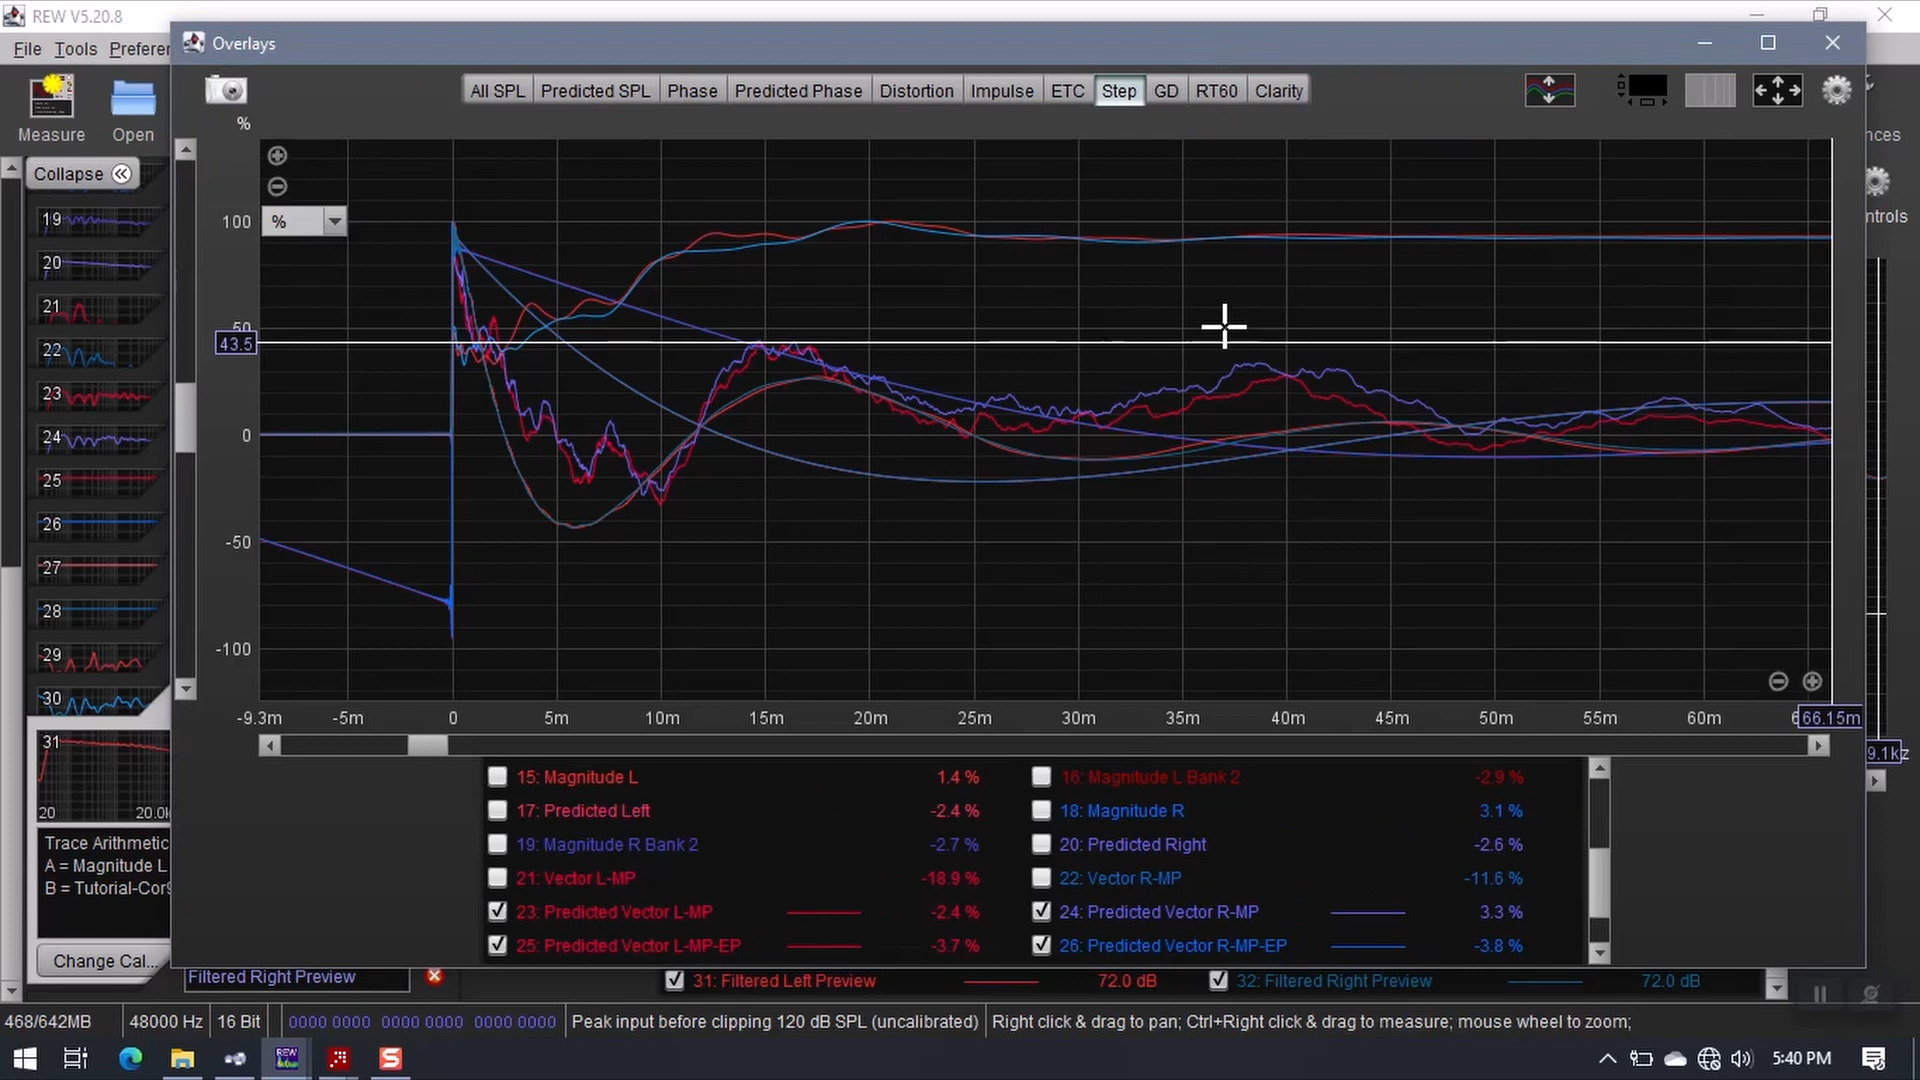 REW V5.20.8
File Tools Preferen
Overlays
Measure
Open
All SPL
Predicted SPL
Phase
Predicted Phase
Distortion
Impulse
ETC
Step
GD
RT60
Clarity
nces
ntrols
Collapse
19
20
21
22
23
24
25
26
27
28
29
30
31
20
20.0k
Trace Arithmetic
A = Magnitude L
B = Tutorial-Cor9
Change Cal...
%
%
100
50
43.5
0
-50
-100
-9.3m
-5m
0
5m
10m
15m
20m
25m
30m
35m
40m
45m
50m
55m
60m
66.15m
9.1kz
15: Magnitude L 1.4 %
16: Magnitude L Bank 2 -2.9 %
17: Predicted Left -2.4 %
18: Magnitude R 3.1 %
19: Magnitude R Bank 2 -2.7 %
20: Predicted Right -2.6 %
21: Vector L-MP -18.9 %
22: Vector R-MP -11.6 %
23: Predicted Vector L-MP -2.4 %
24: Predicted Vector R-MP 3.3 %
25: Predicted Vector L-MP-EP -3.7 %
26: Predicted Vector R-MP-EP -3.8 %
Filtered Right Preview
31: Filtered Left Preview 72.0 dB
32: Filtered Right Preview 72.0 dB
468/642MB
48000 Hz
16 Bit
0000 0000 0000 0000 0000 0000
Peak input before clipping 120 dB SPL (uncalibrated)
Right click & drag to pan; Ctrl+Right click & drag to measure; mouse wheel to zoom;
REW
S
5:40 PM